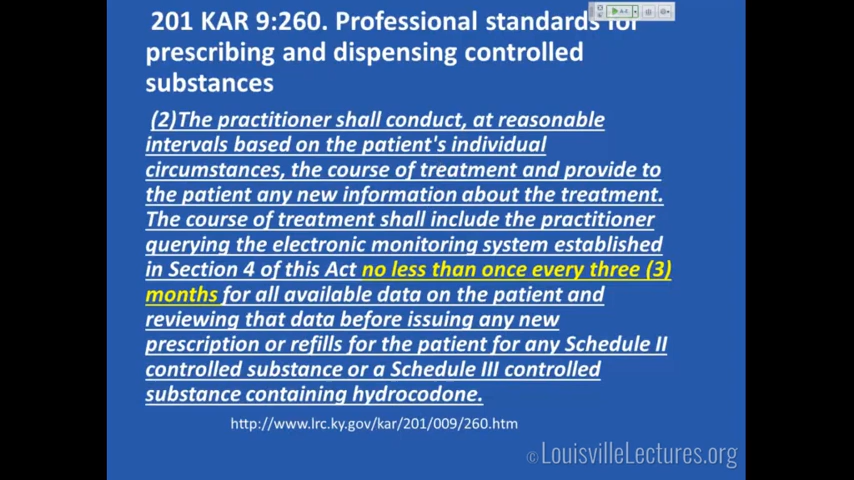 201 KAR 9:260. Professional standards for
prescribing and dispensing controlled
substances
(2)The practitioner shall conduct, at reasonable
intervals based on the patient's individual
circumstances, the course of treatment and provide to
the patient any new information about the treatment.
The course of treatment shall include the practitioner
querying the electronic monitoring system established
in Section 4 of this Act no less than once every three (3)
months for all available data on the patient and
reviewing that data before issuing any new
prescription or refills for the patient for any Schedule II
controlled substance or a Schedule III controlled
substance containing hydrocodone.
http://www.lrc.ky.gov/kar/201/009/260.htm
© LouisvilleLectures.org